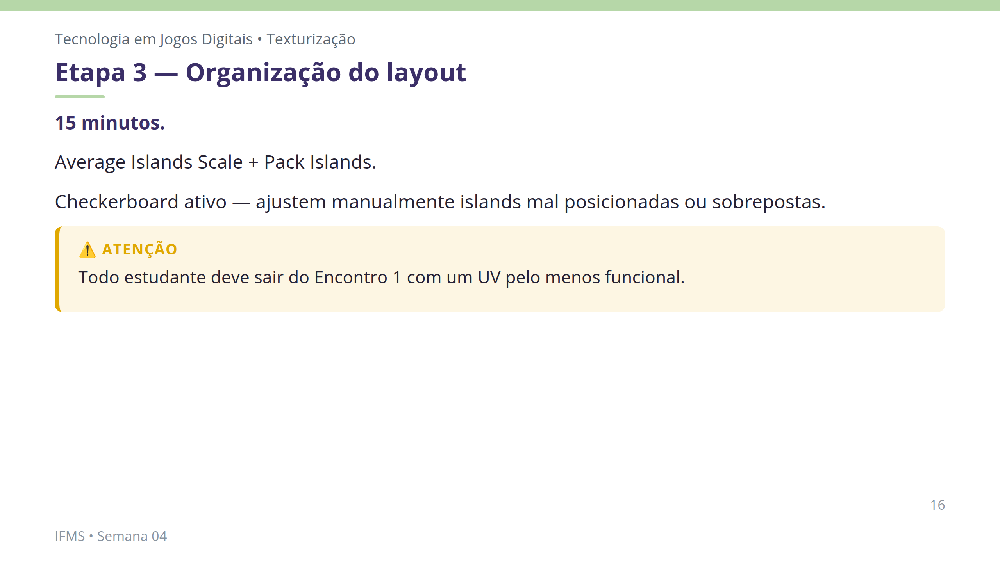 Tecnologia em Jogos Digitais • Texturização
Etapa 3 — Organização do layout
15 minutos.
Average Islands Scale + Pack Islands.
Checkerboard ativo — ajustem manualmente islands mal posicionadas ou sobrepostas.
⚠️ ATENÇÃO
Todo estudante deve sair do Encontro 1 com um UV pelo menos funcional.
16
IFMS • Semana 04